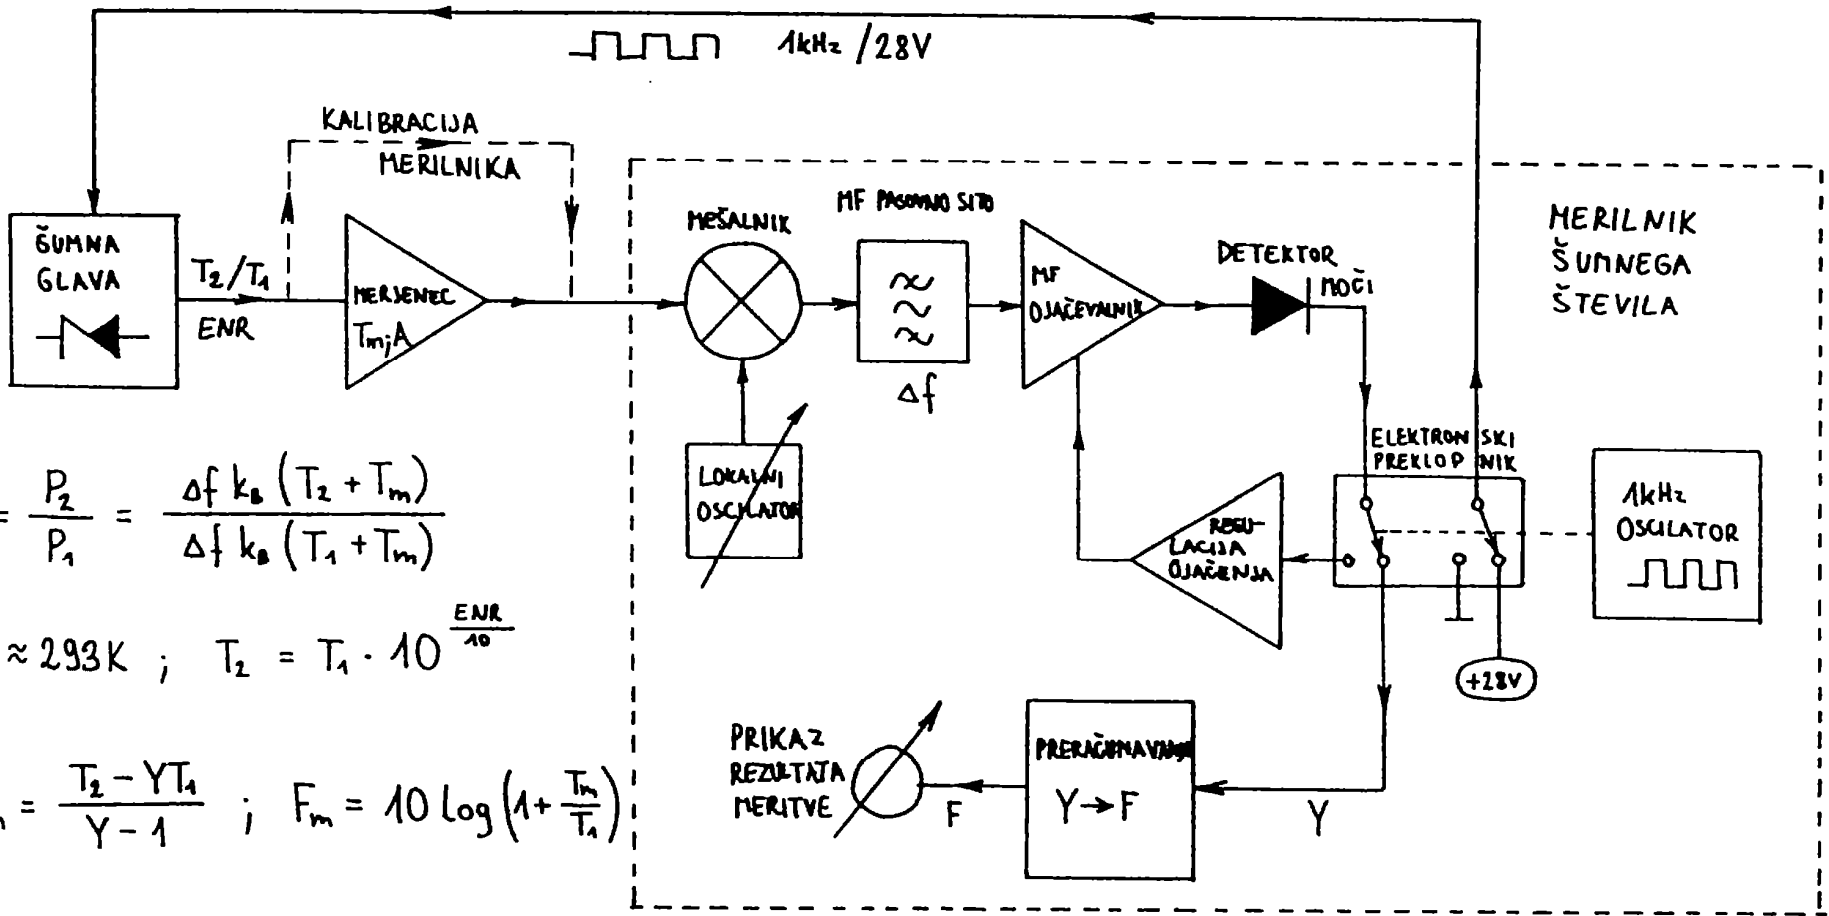 1kHz / 28V
KALIBRACIJA
MERILNIKA
ŠUMNA
GLAVA
T₂/T₁
ENR
MERJENEC
Tm;A
MEŠALNIK
MF PASOVNO SITO
Δf
MF
OJAČEVALNIK
DETEKTOR
MOČI
MERILNIK
ŠUMNEGA
ŠTEVILA
LOKALNI
OSCILATOR
REGU-
LACIJA
OJAČENJA
ELEKTRONSKI
PREKLOPNIK
1kHz
OSCILATOR
+28V
= P₂/P₁ = Δf k_B (T₂ + Tm) / Δf k_B (T₁ + Tm)
≈ 293K ; T₂ = T₁ · 10^(ENR/10)
= (T₂ - YT₁)/(Y - 1) ; Fm = 10 log (1 + Tm/T₁)
PRIKAZ
REZULTATA
MERITVE
F
PRERAČUNAVANJE
Y → F
Y